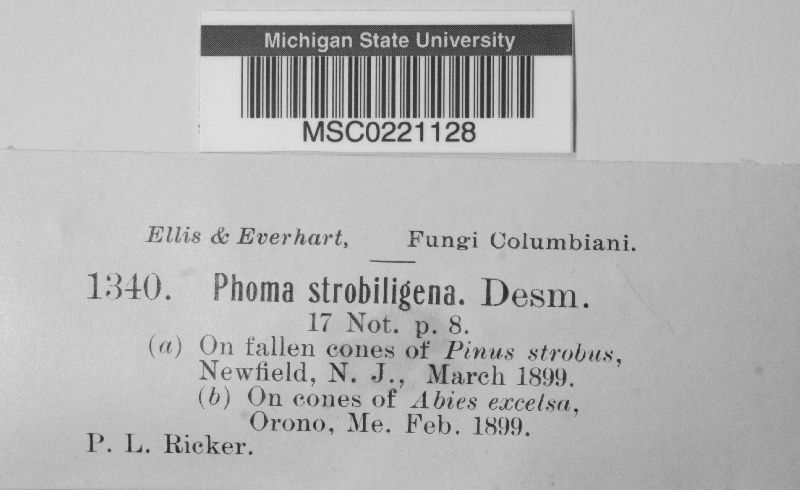 Michigan State University
MSC0221128
Ellis & Everhart, Fungi Columbiani.
1340. Phoma strobiligena. Desm.
17 Not. p. 8.
(a) On fallen cones of Pinus strobus,
Newfield, N. J., March 1899.
(b) On cones of Abies excelsa,
Orono, Me. Feb. 1899.
P. L. Ricker.